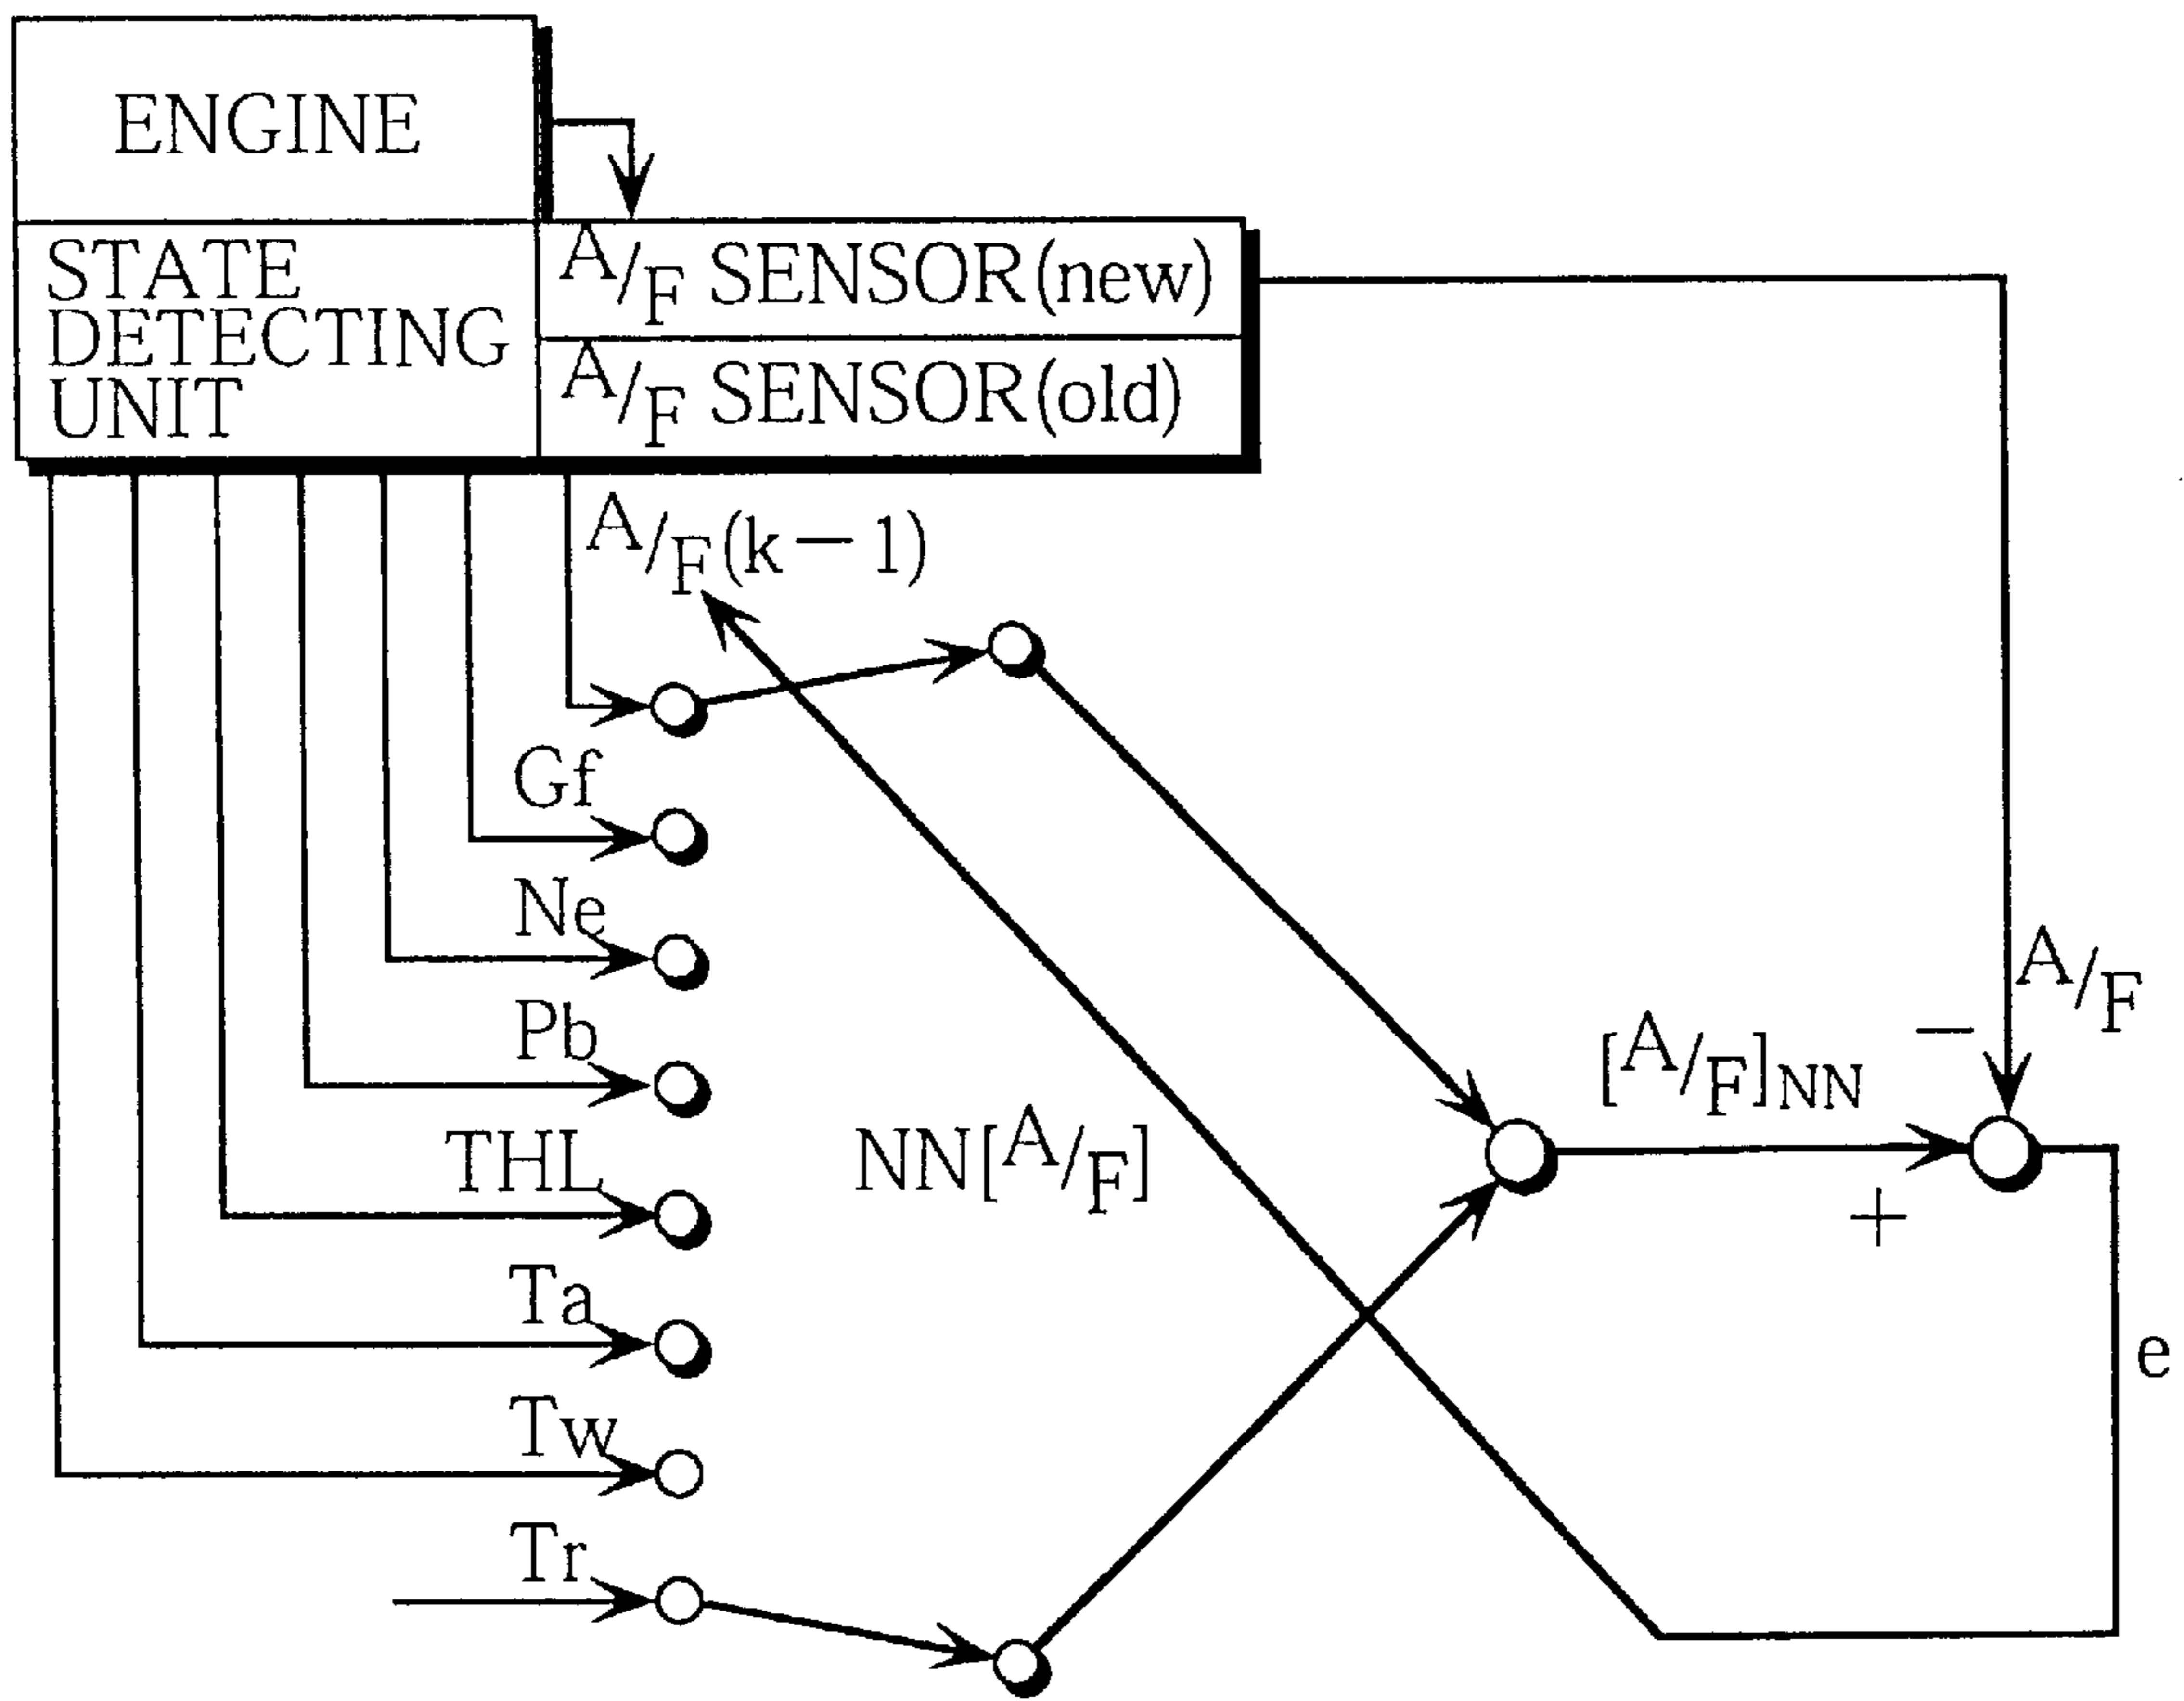 ENGINE
STATE
DETECTING
UNIT
A/F SENSOR(new)
A/F SENSOR(old)
A/F(k−1)
Gf
Ne
Pb
THL
Ta
Tw
Tr
NN[A/F]
[A/F]NN
−
A/F
+
e